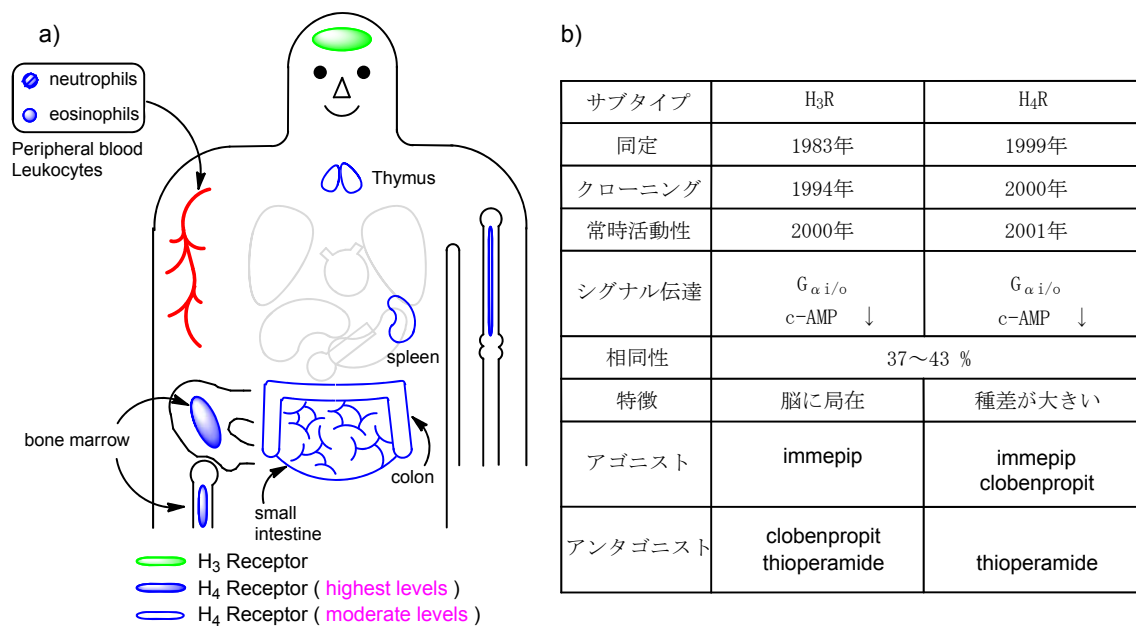 a)
neutrophils
eosinophils
Peripheral blood
Leukocytes
Thymus
spleen
bone marrow
colon
small
intestine
H₃ Receptor
H₄ Receptor ( highest levels )
H₄ Receptor ( moderate levels )
b)
サブタイプ H₃R H₄R
同定 1983年 1999年
クローニング 1994年 2000年
常時活動性 2000年 2001年
シグナル伝達 Gαi/o Gαi/o
c-AMP ↓ c-AMP ↓
相同性 37～43 %
特徴 脳に局在 種差が大きい
アゴニスト immepip immepip
clobenpropit
アンタゴニスト clobenpropit
thioperamide thioperamide